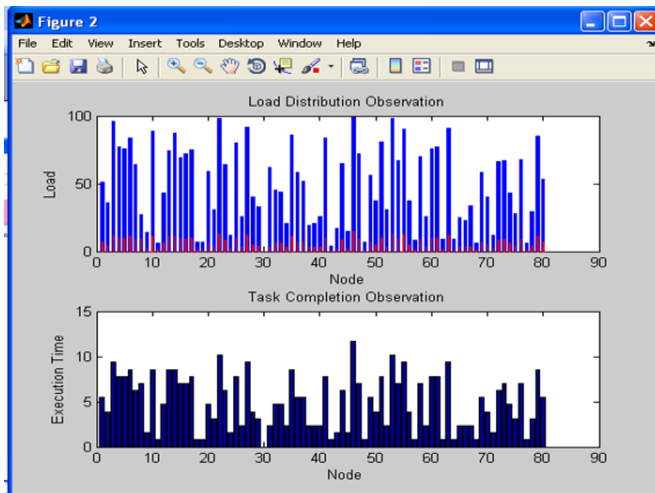 Figure 2
File Edit View Insert Tools Desktop Window Help
Load Distribution Observation
100
50
0
Load
0 10 20 30 40 50 60 70 80 90
Node
Task Completion Observation
15
10
5
0
Execution Time
0 10 20 30 40 50 60 70 80 90
Node